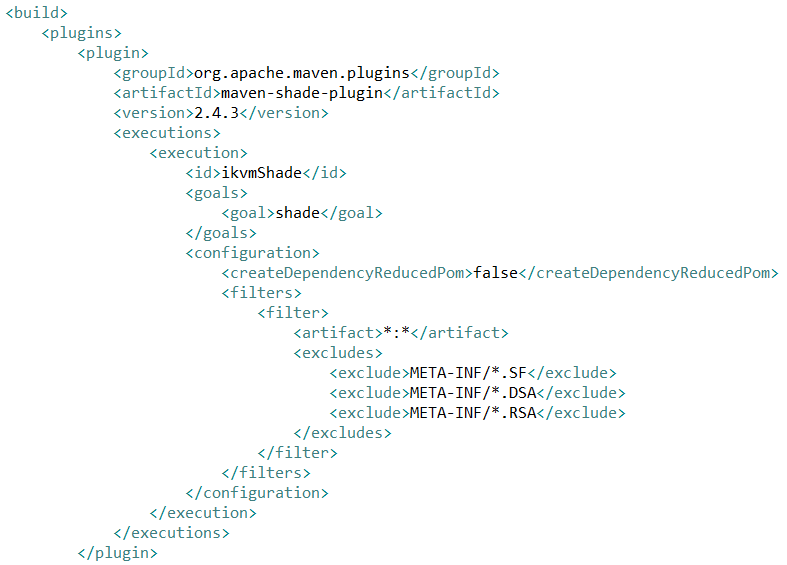 <build>
    <plugins>
        <plugin>
            <groupId>org.apache.maven.plugins</groupId>
            <artifactId>maven-shade-plugin</artifactId>
            <version>2.4.3</version>
            <executions>
                <execution>
                    <id>ikvmShade</id>
                    <goals>
                        <goal>shade</goal>
                    </goals>
                    <configuration>
                        <createDependencyReducedPom>false</createDependencyReducedPom>
                        <filters>
                            <filter>
                                <artifact>*:*</artifact>
                                <excludes>
                                    <exclude>META-INF/*.SF</exclude>
                                    <exclude>META-INF/*.DSA</exclude>
                                    <exclude>META-INF/*.RSA</exclude>
                                </excludes>
                            </filter>
                        </filters>
                    </configuration>
                </execution>
            </executions>
        </plugin>